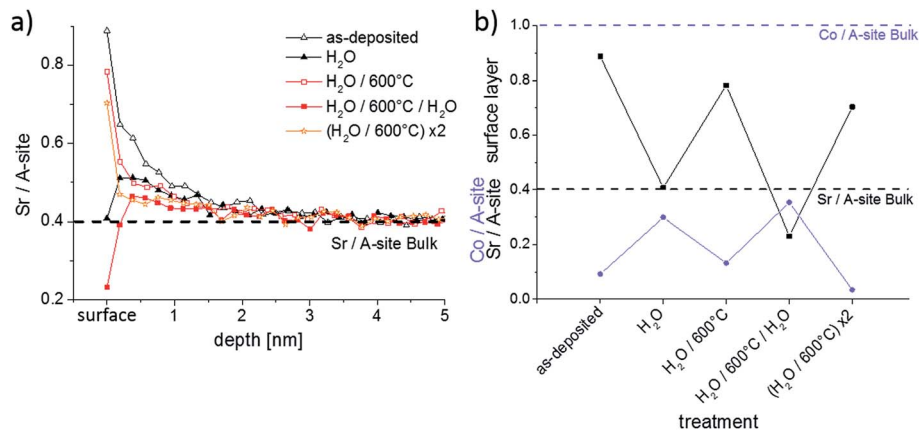 a)
Sr / A-site
0.8
0.6
0.4
0.2
as-deposited
H₂O
H₂O / 600°C
H₂O / 600°C / H₂O
(H₂O / 600°C) x2
Sr / A-site Bulk
surface
1
2
3
4
5
depth [nm]
b)
Co / A-site
Sr / A-site
surface layer
1.0
0.8
0.6
0.4
0.2
0.0
Co / A-site Bulk
Sr / A-site Bulk
as-deposited
H₂O
H₂O / 600°C
H₂O / 600°C / H₂O
(H₂O / 600°C) x2
treatment